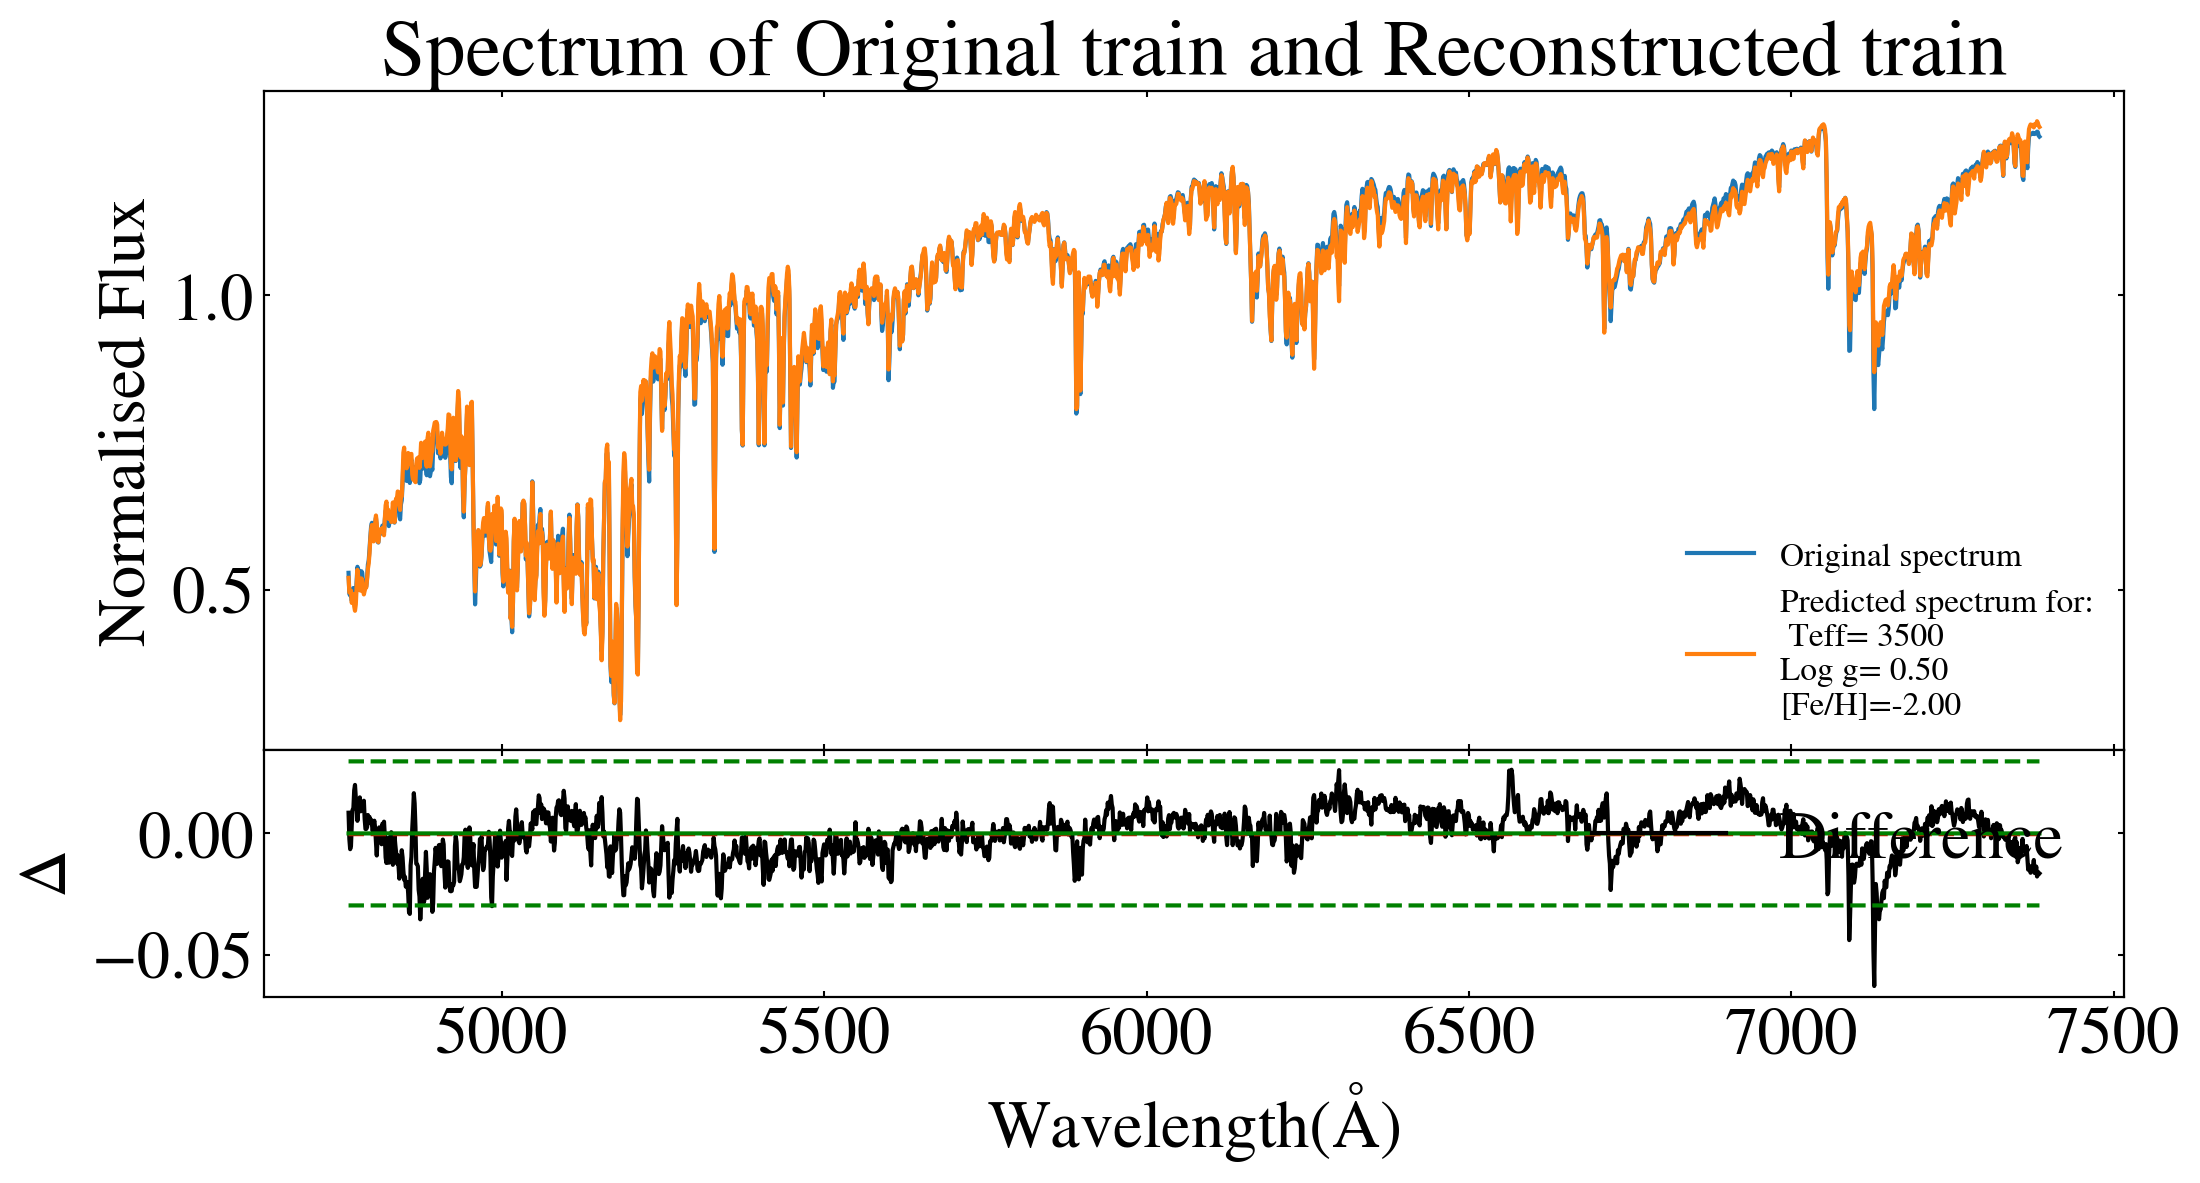 Spectrum of Original train and Reconstructed train
Normalised Flux
1.0
0.5
Original spectrum
Predicted spectrum for:
Teff= 3500
Log g= 0.50
[Fe/H]=-2.00
Δ
0.00
−0.05
Difference
5000 5500 6000 6500 7000 7500
Wavelength(Å)